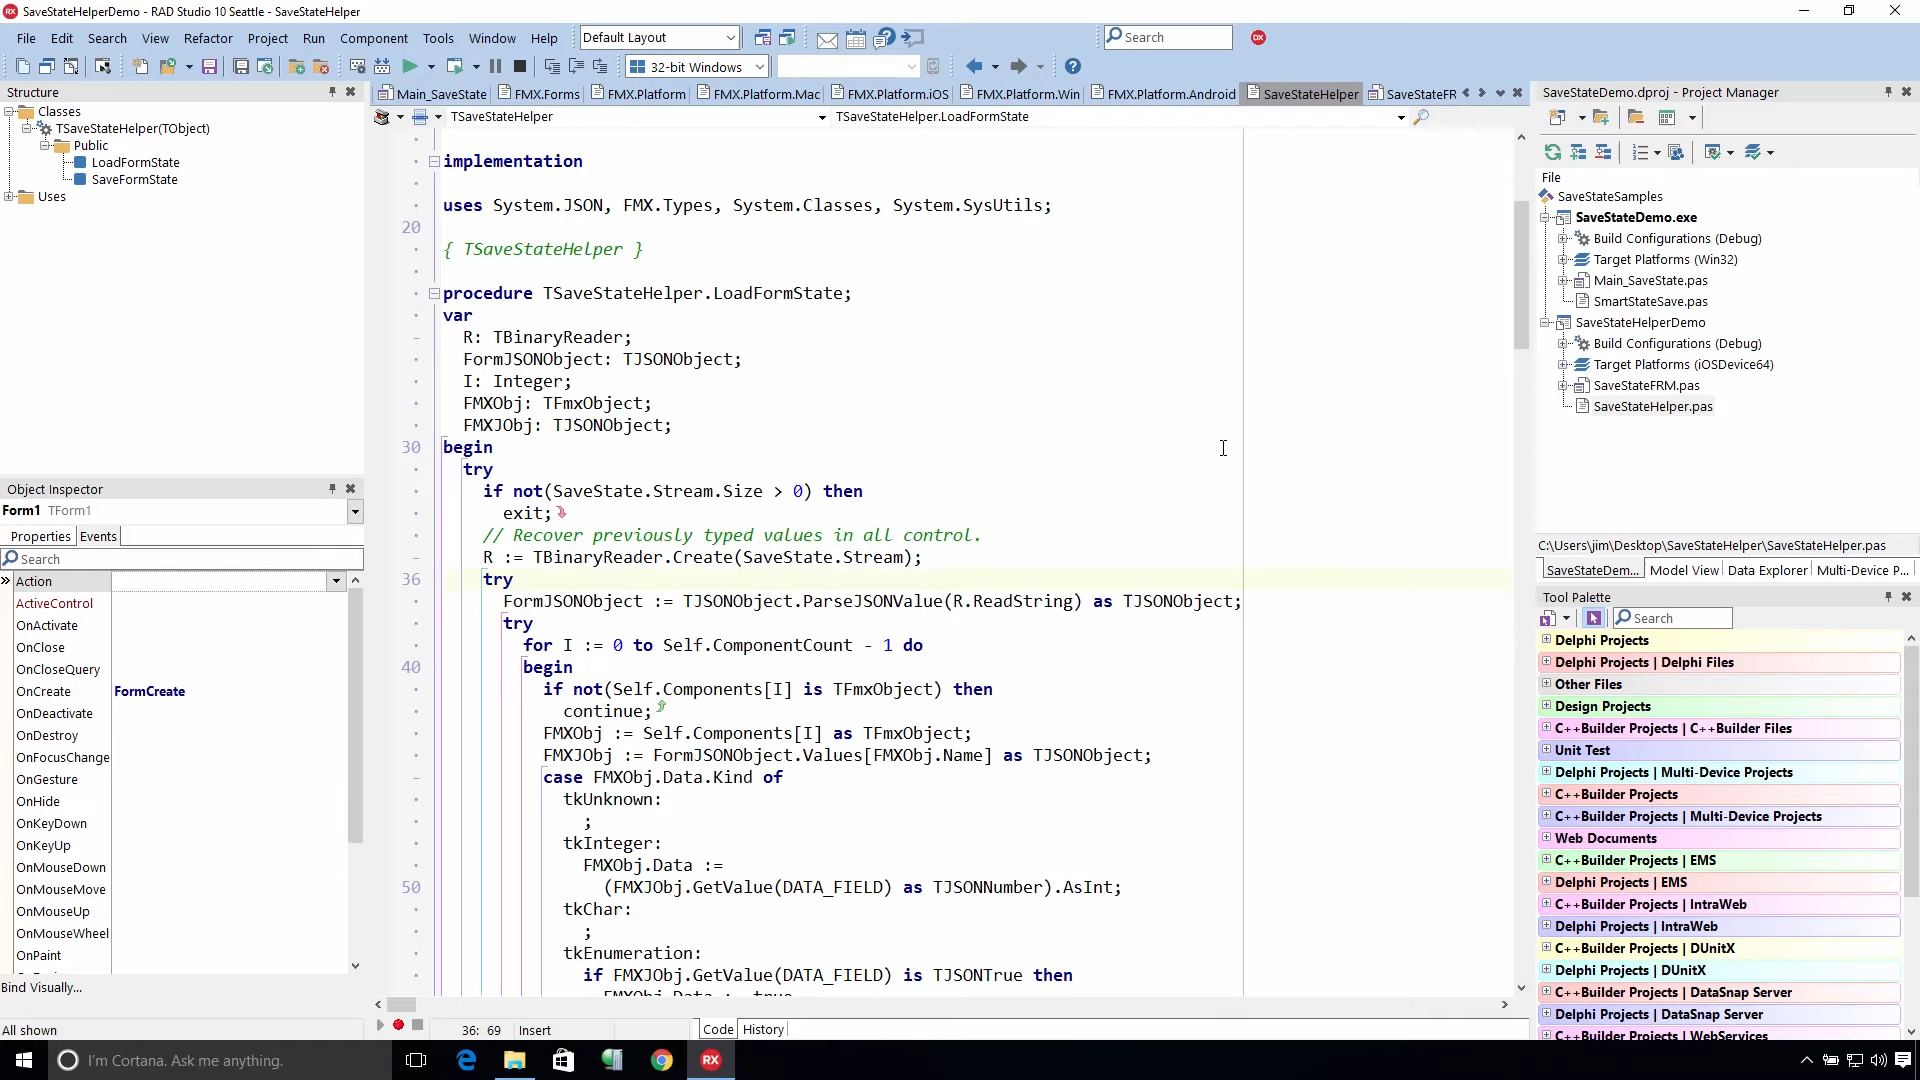 SaveStateHelperDemo - RAD Studio 10 Seattle - SaveStateHelper
File Edit Search View Refactor Project Run Component Tools Window Help
Default Layout
Search
32-bit Windows
Structure
Classes
TSaveStateHelper(TObject)
Public
LoadFormState
SaveFormState
Uses
Main_SaveState FMX.Forms FMX.Platform FMX.Platform.Mac FMX.Platform.iOS FMX.Platform.Win FMX.Platform.Android SaveStateHelper SaveStateFR
TSaveStateHelper
TSaveStateHelper.LoadFormState
implementation
uses System.JSON, FMX.Types, System.Classes, System.SysUtils;
20
{ TSaveStateHelper }
procedure TSaveStateHelper.LoadFormState;
var
R: TBinaryReader;
FormJSONObject: TJSONObject;
I: Integer;
FMXObj: TFmxObject;
FMXJObj: TJSONObject;
30 begin
try
if not(SaveState.Stream.Size > 0) then
exit;
// Recover previously typed values in all control.
R := TBinaryReader.Create(SaveState.Stream);
36 try
FormJSONObject := TJSONObject.ParseJSONValue(R.ReadString) as TJSONObject;
try
for I := 0 to Self.ComponentCount - 1 do
40 begin
if not(Self.Components[I] is TFmxObject) then
continue;
FMXObj := Self.Components[I] as TFmxObject;
FMXJObj := FormJSONObject.Values[FMXObj.Name] as TJSONObject;
case FMXObj.Data.Kind of
tkUnknown:
;
tkInteger:
FMXObj.Data :=
50 (FMXJObj.GetValue(DATA_FIELD) as TJSONNumber).AsInt;
tkChar:
;
tkEnumeration:
if FMXJObj.GetValue(DATA_FIELD) is TJSONTrue then
FMXObj.Data := true
36: 69 Insert
Code History
Object Inspector
Form1 TForm1
Properties Events
Search
Action
ActiveControl
OnActivate
OnClose
OnCloseQuery
OnCreate FormCreate
OnDeactivate
OnDestroy
OnFocusChange
OnGesture
OnHide
OnKeyDown
OnKeyUp
OnMouseDown
OnMouseMove
OnMouseUp
OnMouseWheel
OnPaint
Bind Visually...
All shown
SaveStateDemo.dproj - Project Manager
File
SaveStateSamples
SaveStateDemo.exe
Build Configurations (Debug)
Target Platforms (Win32)
Main_SaveState.pas
SmartStateSave.pas
SaveStateHelperDemo
Build Configurations (Debug)
Target Platforms (iOSDevice64)
SaveStateFRM.pas
SaveStateHelper.pas
C:\Users\jim\Desktop\SaveStateHelper\SaveStateHelper.pas
SaveStateDem... Model View Data Explorer Multi-Device P...
Tool Palette
Search
Delphi Projects
Delphi Projects | Delphi Files
Other Files
Design Projects
C++Builder Projects | C++Builder Files
Unit Test
Delphi Projects | Multi-Device Projects
C++Builder Projects
C++Builder Projects | Multi-Device Projects
Web Documents
C++Builder Projects | EMS
Delphi Projects | EMS
C++Builder Projects | IntraWeb
Delphi Projects | IntraWeb
C++Builder Projects | DUnitX
Delphi Projects | DUnitX
C++Builder Projects | DataSnap Server
Delphi Projects | DataSnap Server
C++Builder Projects | WebServices
I'm Cortana. Ask me anything.
RX